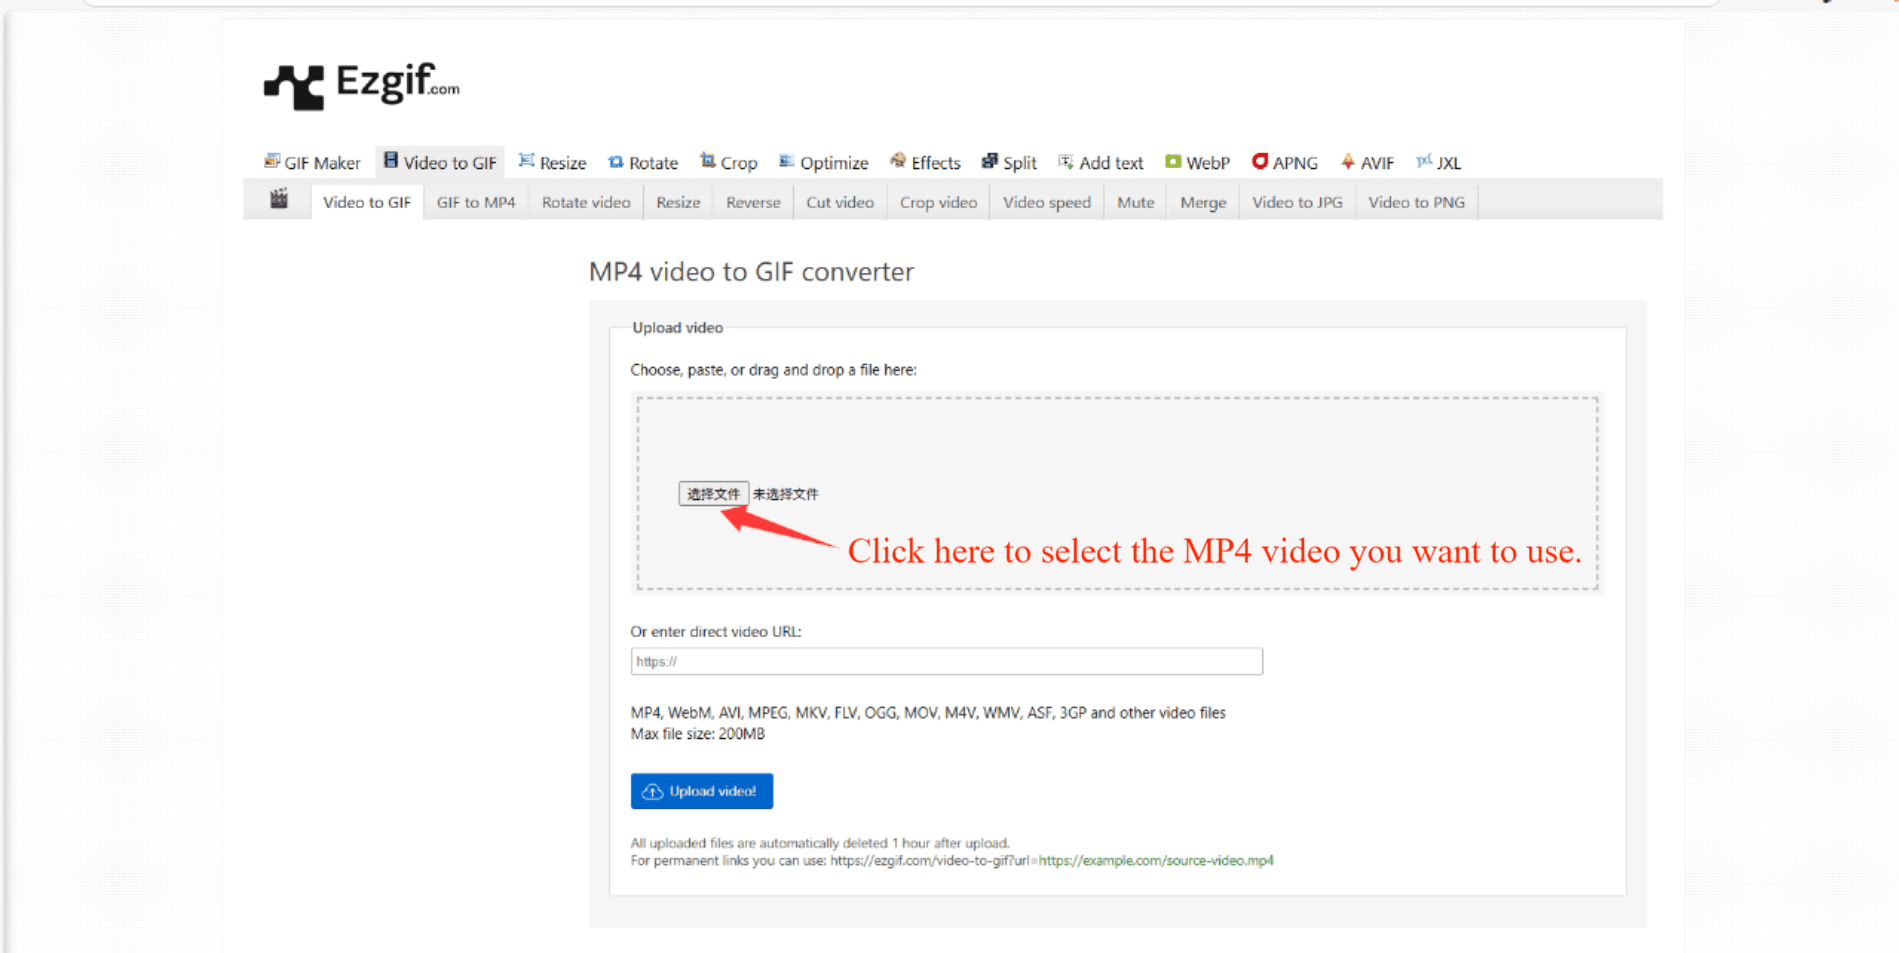 Ezgif.com
GIF Maker Video to GIF Resize Rotate Crop Optimize Effects Split Add text WebP APNG AVIF JXL
Video to GIF GIF to MP4 Rotate video Resize Reverse Cut video Crop video Video speed Mute Merge Video to JPG Video to PNG
MP4 video to GIF converter
Upload video
Choose, paste, or drag and drop a file here:
选择文件 未选择文件
Click here to select the MP4 video you want to use.
Or enter direct video URL:
https://
MP4, WebM, AVI, MPEG, MKV, FLV, OGG, MOV, M4V, WMV, ASF, 3GP and other video files
Max file size: 200MB
Upload video!
All uploaded files are automatically deleted 1 hour after upload.
For permanent links you can use: https://ezgif.com/video-to-gif?url=https://example.com/source-video.mp4